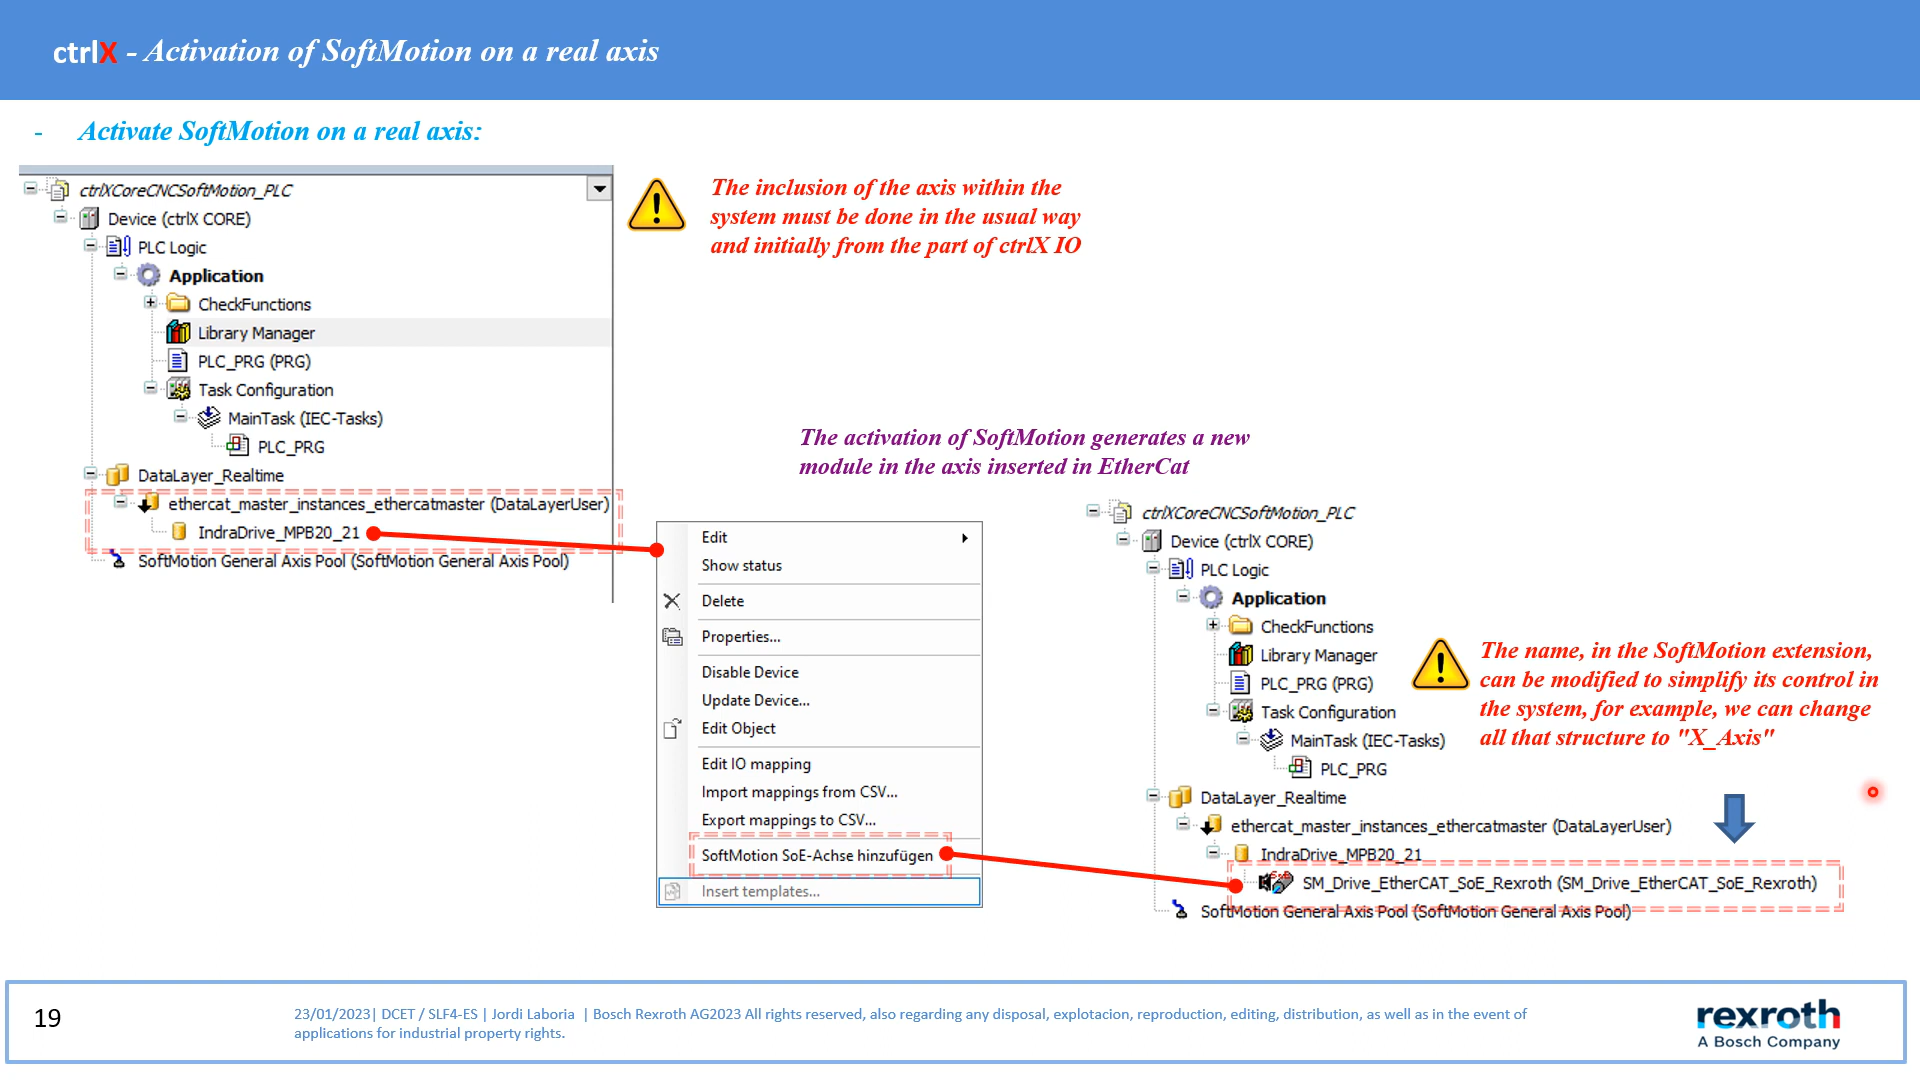 ctrlX - Activation of SoftMotion on a real axis
- Activate SoftMotion on a real axis:
ctrlXCoreCNCSoftMotion_PLC
Device (ctrlX CORE)
PLC Logic
Application
CheckFunctions
Library Manager
PLC_PRG (PRG)
Task Configuration
MainTask (IEC-Tasks)
PLC_PRG
DataLayer_Realtime
ethercat_master_instances_ethercatmaster (DataLayerUser)
IndraDrive_MPB20_21
SoftMotion General Axis Pool (SoftMotion General Axis Pool)
The inclusion of the axis within the
system must be done in the usual way
and initially from the part of ctrlX IO
The activation of SoftMotion generates a new
module in the axis inserted in EtherCat
Edit
Show status
Delete
Properties...
Disable Device
Update Device...
Edit Object
Edit IO mapping
Import mappings from CSV...
Export mappings to CSV...
SoftMotion SoE-Achse hinzufügen
Insert templates...
ctrlXCoreCNCSoftMotion_PLC
Device (ctrlX CORE)
PLC Logic
Application
CheckFunctions
Library Manager
PLC_PRG (PRG)
Task Configuration
MainTask (IEC-Tasks)
PLC_PRG
DataLayer_Realtime
ethercat_master_instances_ethercatmaster (DataLayerUser)
IndraDrive_MPB20_21
SM_Drive_EtherCAT_SoE_Rexroth (SM_Drive_EtherCAT_SoE_Rexroth)
SoftMotion General Axis Pool (SoftMotion General Axis Pool)
The name, in the SoftMotion extension,
can be modified to simplify its control in
the system, for example, we can change
all that structure to "X_Axis"
19
23/01/2023| DCET / SLF4-ES | Jordi Laboria | Bosch Rexroth AG2023 All rights reserved, also regarding any disposal, explotacion, reproduction, editing, distribution, as well as in the event of
applications for industrial property rights.
rexroth
A Bosch Company